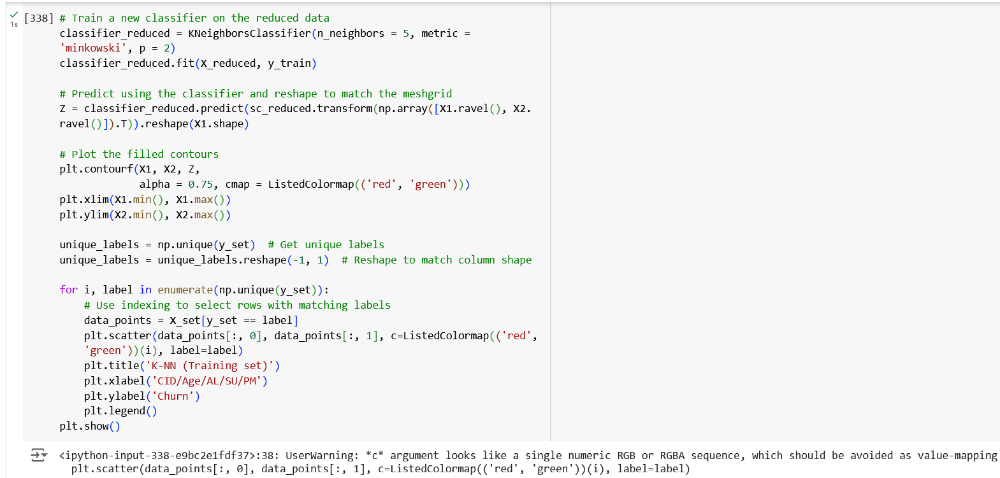 [338] # Train a new classifier on the reduced data
1s
classifier_reduced = KNeighborsClassifier(n_neighbors = 5, metric =
'minkowski', p = 2)
classifier_reduced.fit(X_reduced, y_train)

# Predict using the classifier and reshape to match the meshgrid
Z = classifier_reduced.predict(sc_reduced.transform(np.array([X1.ravel(), X2.
ravel()]).T)).reshape(X1.shape)

# Plot the filled contours
plt.contourf(X1, X2, Z,
             alpha = 0.75, cmap = ListedColormap(('red', 'green')))
plt.xlim(X1.min(), X1.max())
plt.ylim(X2.min(), X2.max())

unique_labels = np.unique(y_set)  # Get unique labels
unique_labels = unique_labels.reshape(-1, 1)  # Reshape to match column shape

for i, label in enumerate(np.unique(y_set)):
    # Use indexing to select rows with matching labels
    data_points = X_set[y_set == label]
    plt.scatter(data_points[:, 0], data_points[:, 1], c=ListedColormap(('red',
    'green'))(i), label=label)
    plt.title('K-NN (Training set)')
    plt.xlabel('CID/Age/AL/SU/PM')
    plt.ylabel('Churn')
    plt.legend()
plt.show()
<ipython-input-338-e9bc2e1fdf37>:38: UserWarning: *c* argument looks like a single numeric RGB or RGBA sequence, which should be avoided as value-mapping
  plt.scatter(data_points[:, 0], data_points[:, 1], c=ListedColormap(('red', 'green'))(i), label=label)